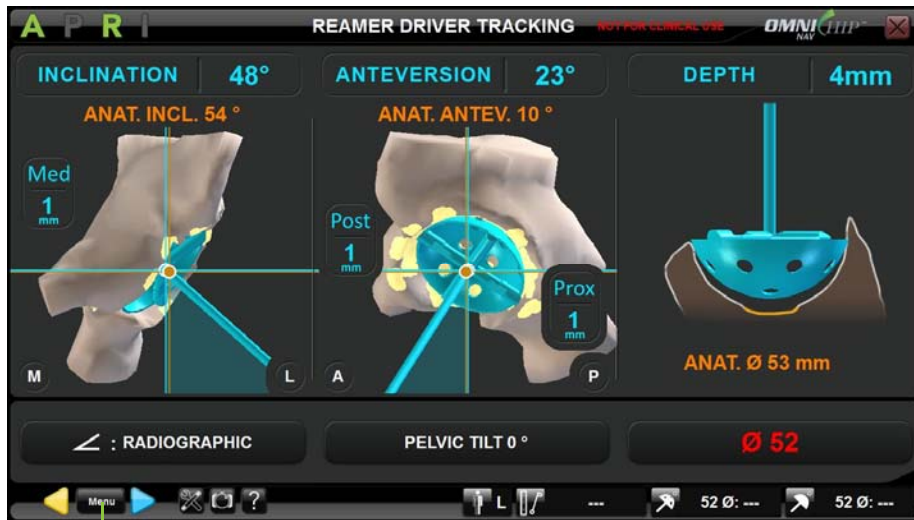 A P R I REAMER DRIVER TRACKING NOT FOR CLINICAL USE OMNI NAV HIP™
INCLINATION 48° ANTEVERSION 23° DEPTH 4mm
ANAT. INCL. 54 ° ANAT. ANTEV. 10 °
Med
1
mm
Post
1
mm
Prox
1
mm
ANAT. Ø 53 mm
M L A P
∠ : RADIOGRAPHIC PELVIC TILT 0 ° Ø 52
Menu ? L --- 52 Ø: --- 52 Ø: ---